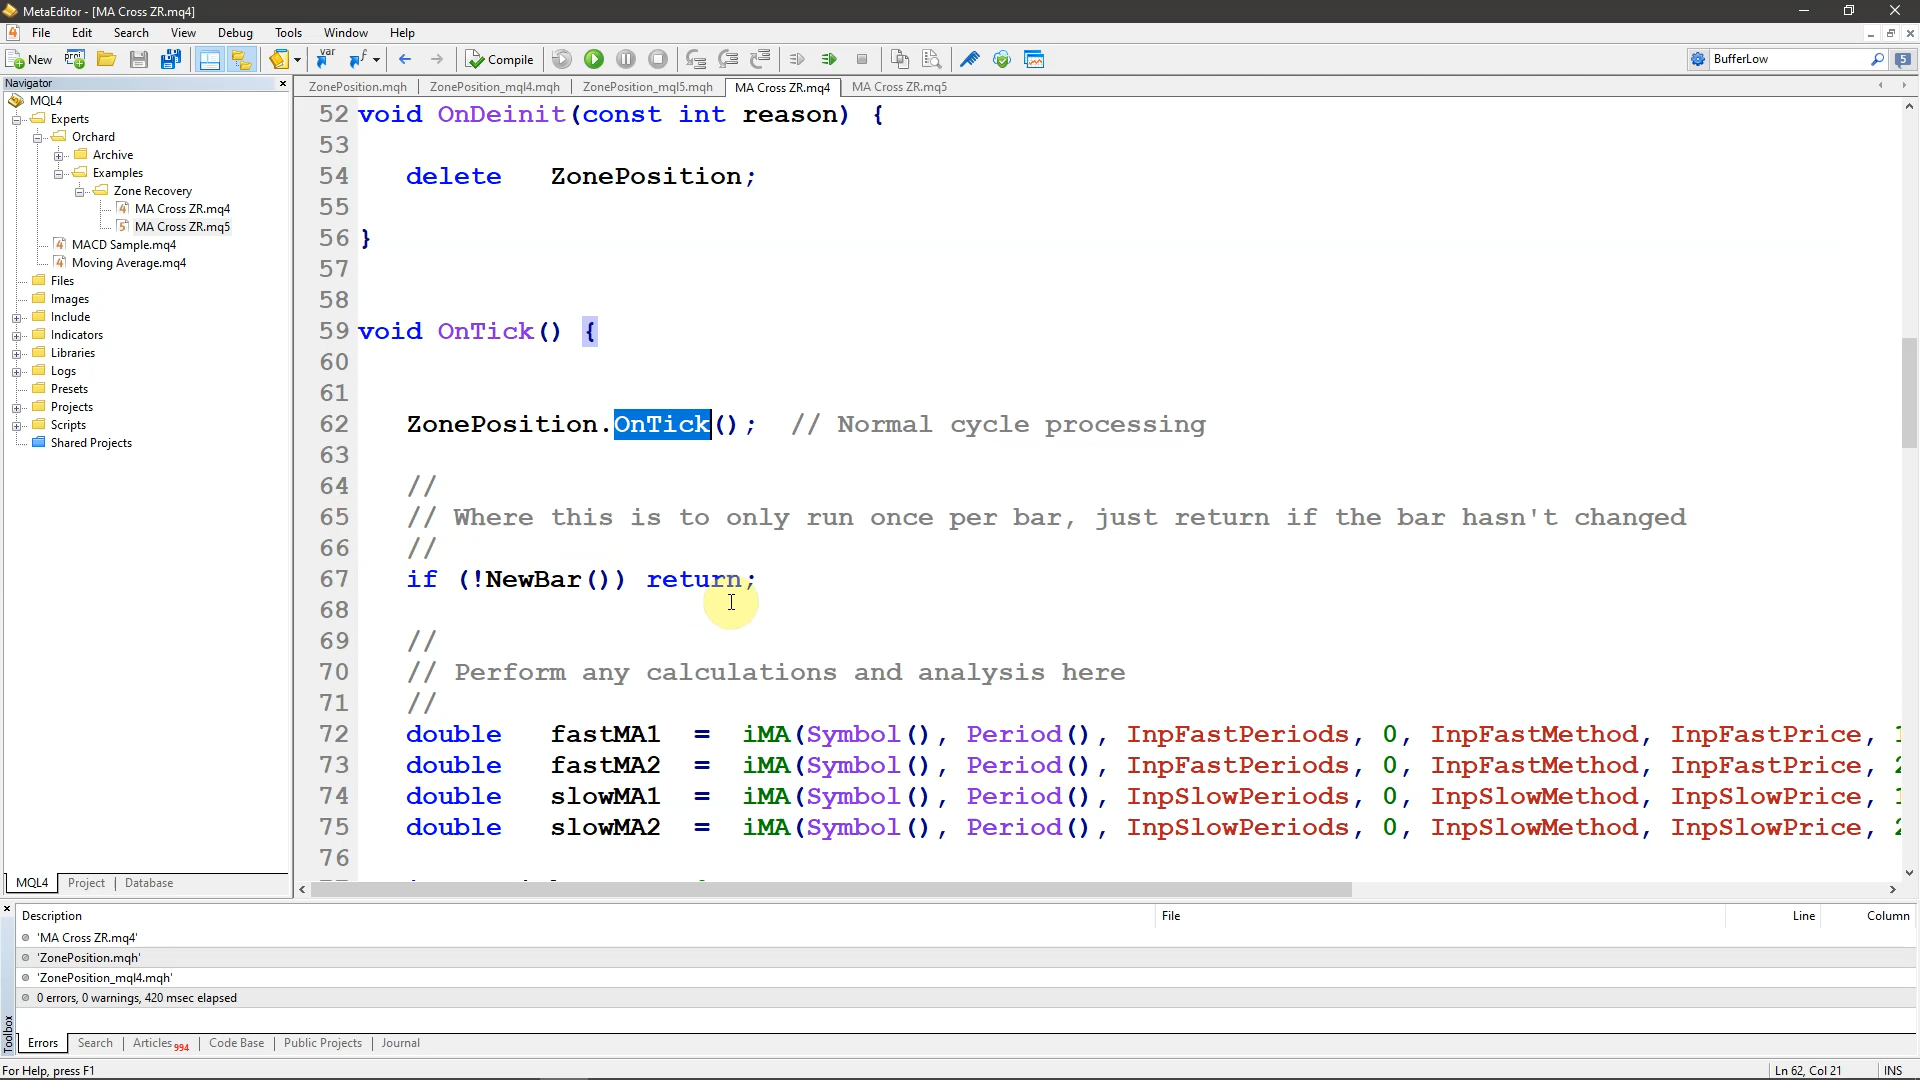 MetaEditor - [MA Cross ZR.mq4]
File Edit Search View Debug Tools Window Help
New Compile BufferLow 5
Navigator
MQL4
Experts
Orchard
Archive
Examples
Zone Recovery
MA Cross ZR.mq4
MA Cross ZR.mq5
MACD Sample.mq4
Moving Average.mq4
Files
Images
Include
Indicators
Libraries
Logs
Presets
Projects
Scripts
Shared Projects
MQL4 Project Database
ZonePosition.mqh ZonePosition_mql4.mqh ZonePosition_mql5.mqh MA Cross ZR.mq4 MA Cross ZR.mq5
52 void OnDeinit(const int reason) {
53
54 delete ZonePosition;
55
56 }
57
58
59 void OnTick() {
60
61
62 ZonePosition.OnTick(); // Normal cycle processing
63
64 //
65 // Where this is to only run once per bar, just return if the bar hasn't changed
66 //
67 if (!NewBar()) return;
68
69 //
70 // Perform any calculations and analysis here
71 //
72 double fastMA1 = iMA(Symbol(), Period(), InpFastPeriods, 0, InpFastMethod, InpFastPrice, 1
73 double fastMA2 = iMA(Symbol(), Period(), InpFastPeriods, 0, InpFastMethod, InpFastPrice, 2
74 double slowMA1 = iMA(Symbol(), Period(), InpSlowPeriods, 0, InpSlowMethod, InpSlowPrice, 1
75 double slowMA2 = iMA(Symbol(), Period(), InpSlowPeriods, 0, InpSlowMethod, InpSlowPrice, 2
76
Description File Line Column
'MA Cross ZR.mq4'
'ZonePosition.mqh'
'ZonePosition_mql4.mqh'
0 errors, 0 warnings, 420 msec elapsed
Toolbox
Errors Search Articles 994 Code Base Public Projects Journal
For Help, press F1 Ln 62, Col 21 INS